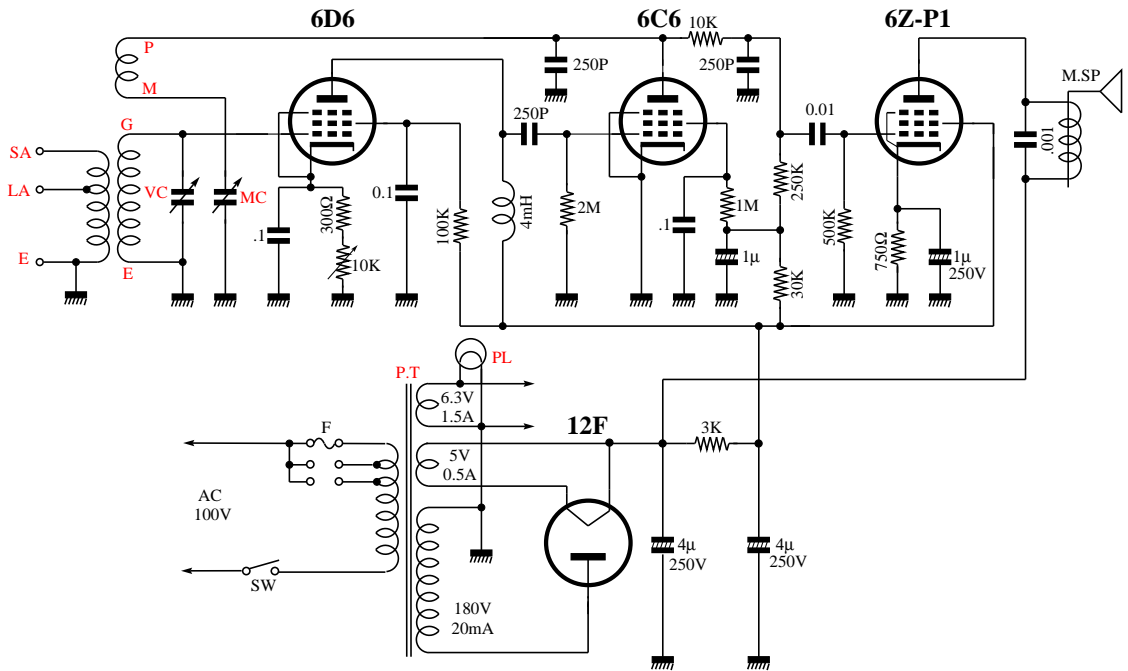 6D6
6C6
6Z-P1
P
M
G
SA
LA
E
E
VC
MC
.1
300Ω
10K
0.1
100K
250P
250P
4mH
2M
10K
250P
.1
1M
1μ
250K
30K
0.01
500K
750Ω
1μ
250V
M.SP
.001
PL
P.T
6.3V
1.5A
12F
F
5V
0.5A
3K
AC
100V
SW
180V
20mA
4μ
250V
4μ
250V